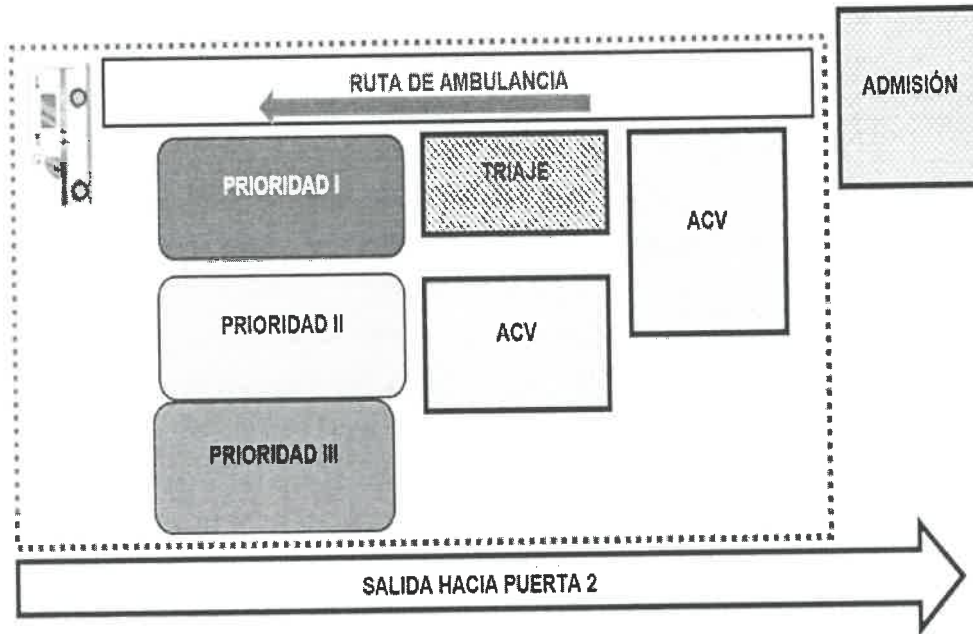 RUTA DE AMBULANCIA
ADMISIÓN
PRIORIDAD I
TRIAJE
ACV
PRIORIDAD II
ACV
PRIORIDAD III
SALIDA HACIA PUERTA 2